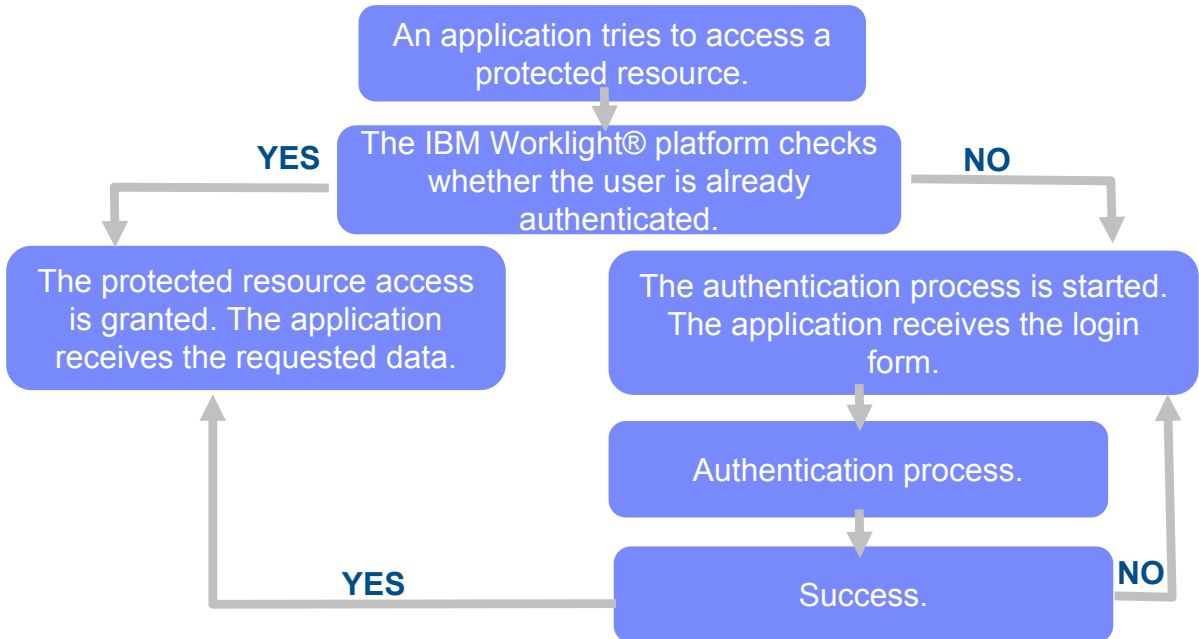 An application tries to access a
protected resource.
YES
The IBM Worklight® platform checks
whether the user is already
authenticated.
NO
The protected resource access
is granted. The application
receives the requested data.
The authentication process is started.
The application receives the login
form.
Authentication process.
YES
Success.
NO